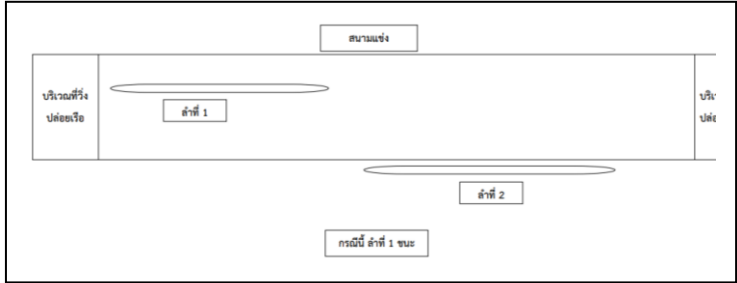 สนามแข่ง
บริเวณที่วิ่ง
ปล่อยเรือ
ลำที่ 1
ลำที่ 2
กรณีนี้ ลำที่ 1 ชนะ